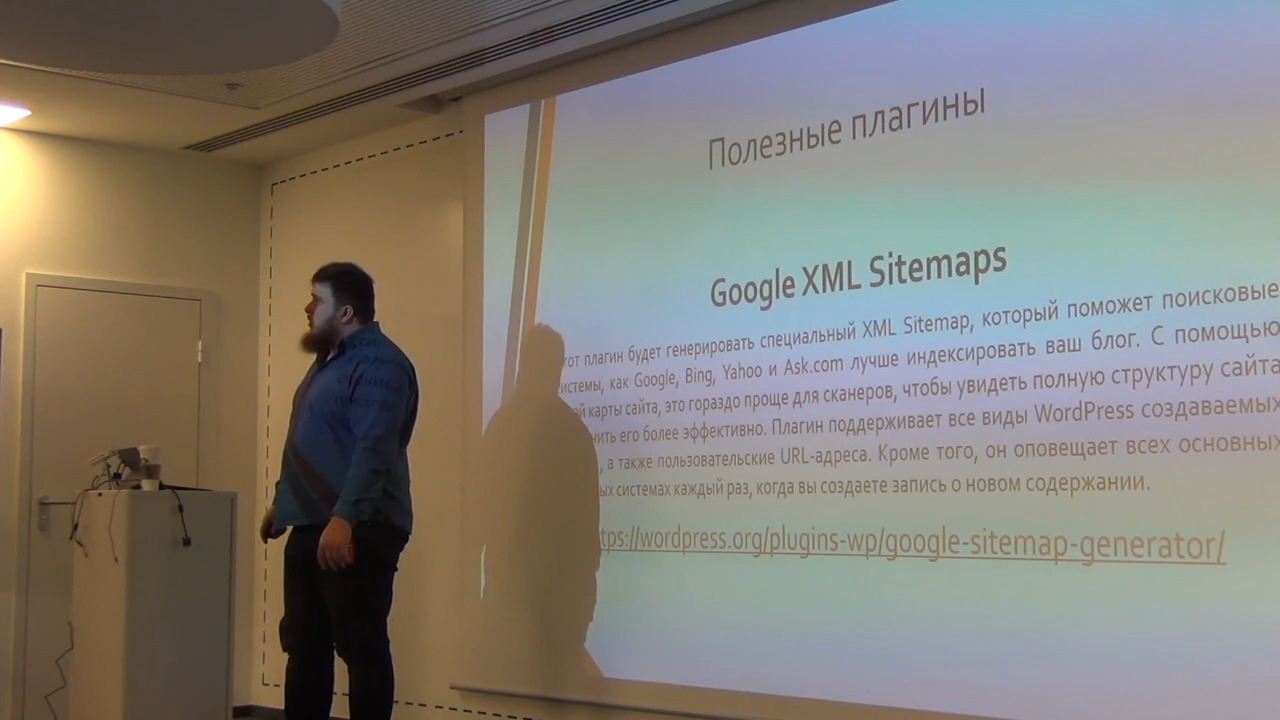 Полезные плагины
Google XML Sitemaps
плагин будет генерировать специальный XML Sitemap, который поможет поисковые
как Google, Bing, Yahoo и Ask.com лучше индексировать ваш блог. С помощью
карты сайта, это гораздо проще для сканеров, чтобы увидеть полную структуру сайта
его более эффективно. Плагин поддерживает все виды WordPress создаваемых
, а также пользовательские URL-адреса. Кроме того, он оповещает всех основных
системах каждый раз, когда вы создаете запись о новом содержании.
tps://wordpress.org/plugins-wp/google-sitemap-generator/